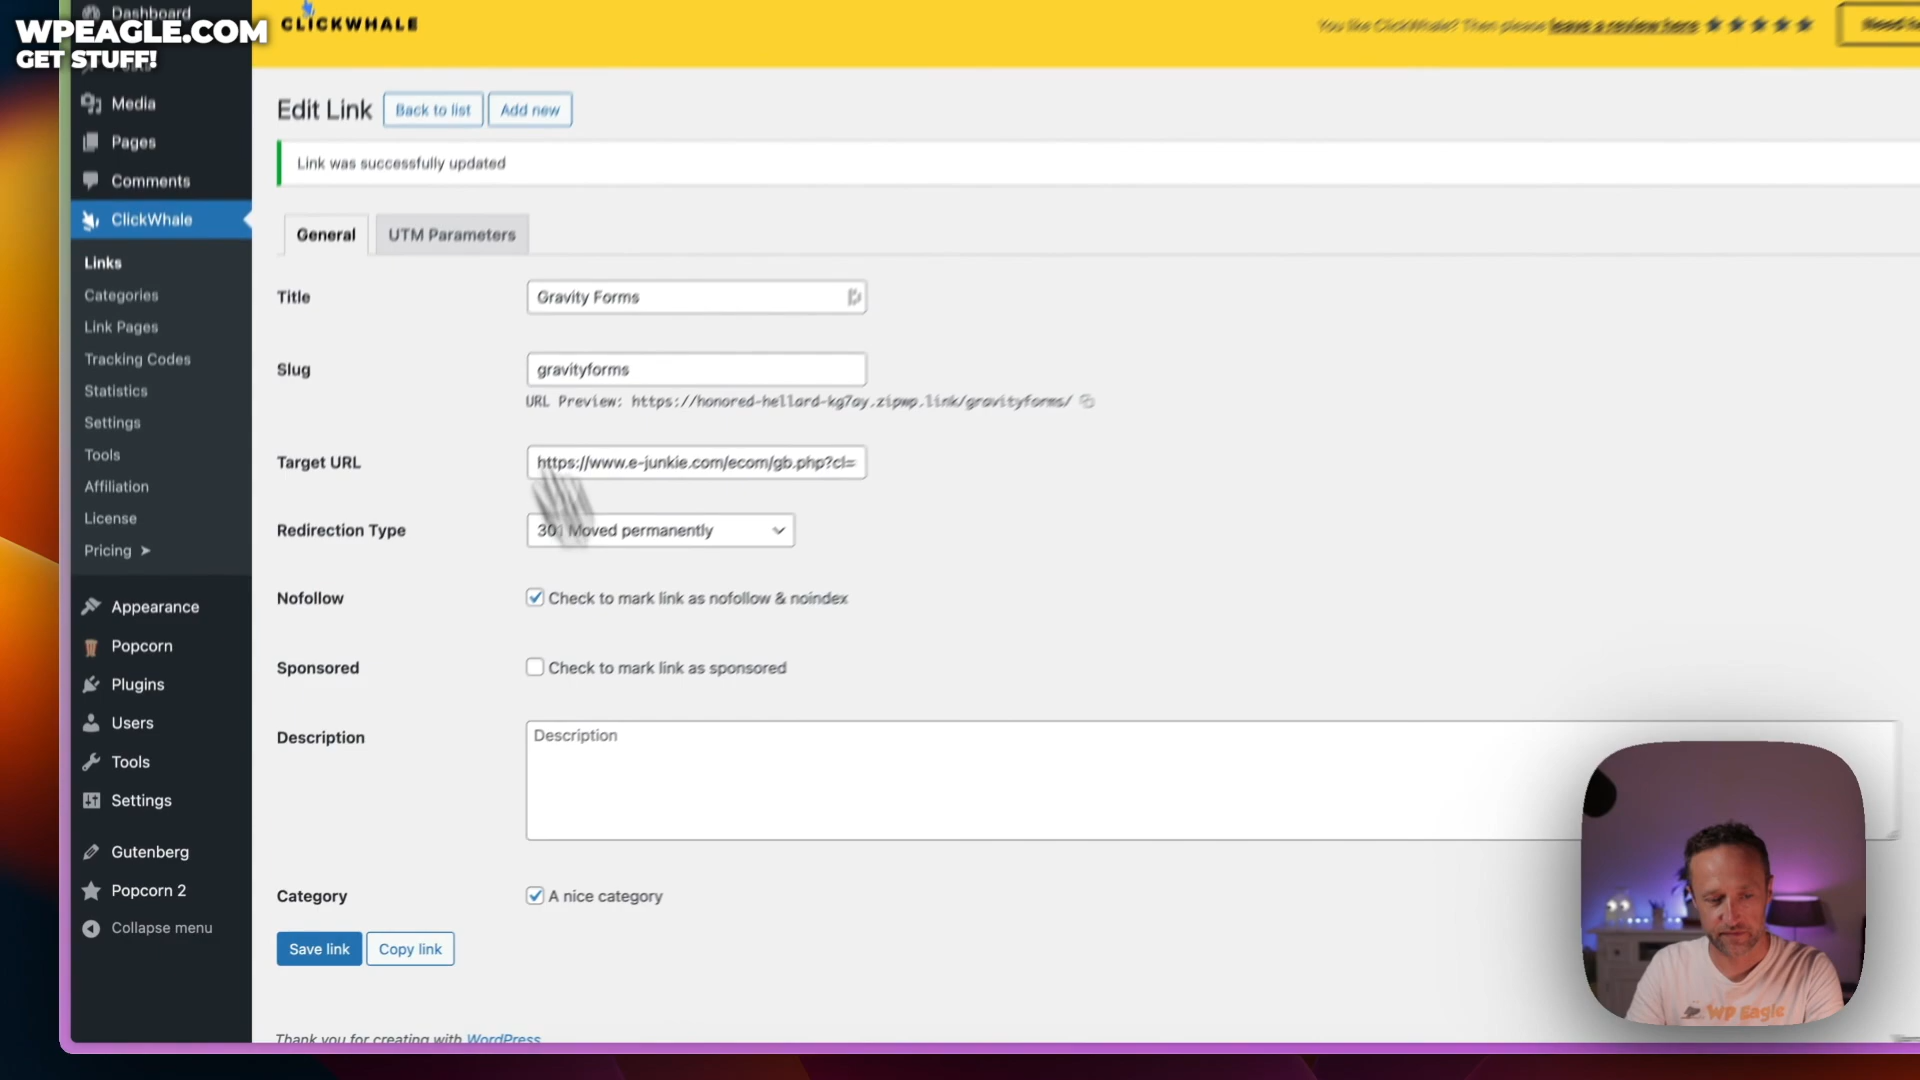 WPEAGLE.COM
GET STUFF!
Dashboard
Posts
Media
Pages
Comments
ClickWhale
Links
Categories
Link Pages
Tracking Codes
Statistics
Settings
Tools
Affiliation
License
Pricing ➤
Appearance
Popcorn
Plugins
Users
Tools
Settings
Gutenberg
Popcorn 2
Collapse menu
CLICKWHALE
You like ClickWhale? Then please leave a review here ★ ★ ★ ★ ★
Need
Edit Link Back to list Add new
Link was successfully updated
General UTM Parameters
Title Gravity Forms
Slug gravityforms
URL Preview: https://honored-hellard-kg7ay.zipwp.link/gravityforms/
Target URL https://www.e-junkie.com/ecom/gb.php?cl=
Redirection Type 301 Moved permanently
Nofollow Check to mark link as nofollow & noindex
Sponsored Check to mark link as sponsored
Description Description
Category A nice category
Save link Copy link
Thank you for creating with WordPress
WP Eagle